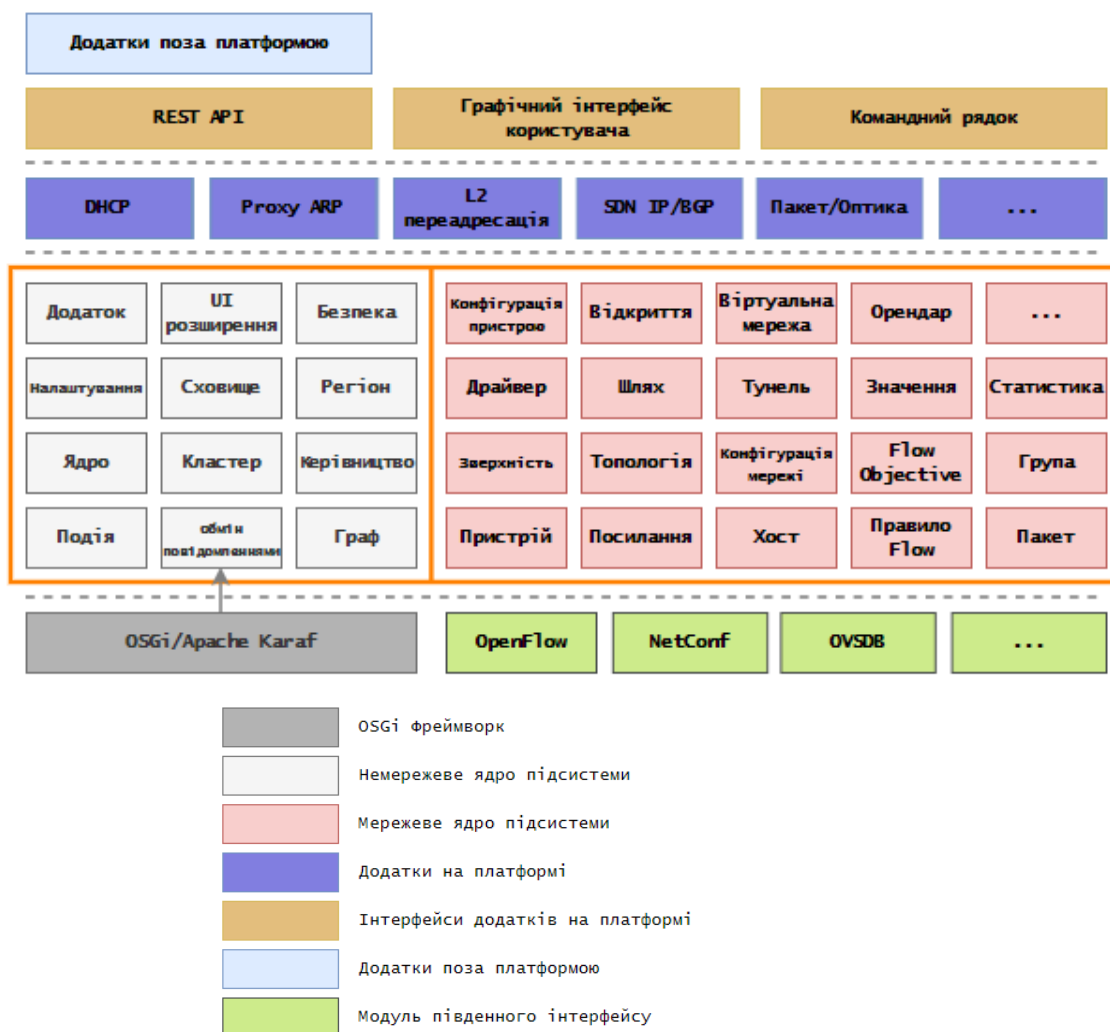 Додатки поза платформою
REST API
Графічний інтерфейс
користувача
Командний рядок
DHCP
Proxy ARP
L2
переадресація
SDN IP/BGP
Пакет/Оптика
...
Додаток
UI
розширення
Безпека
Конфігурація
пристрою
Відкриття
Віртуальна
мережа
Орендар
...
Налаштування
Сховище
Регіон
Драйвер
Шлях
Тунель
Значення
Статистика
Ядро
Кластер
Керівництво
Зверхність
Топологія
Конфігурація
мережі
Flow
Objective
Група
Подія
обмін
повідомленнями
Граф
Пристрій
Посилання
Хост
Правило
Flow
Пакет
OSGi/Apache Karaf
OpenFlow
NetConf
OVSDB
...
OSGi Фреймворк
Немережеве ядро підсистеми
Мережеве ядро підсистеми
Додатки на платформі
Інтерфейси додатків на платформі
Додатки поза платформою
Модуль південного інтерфейсу